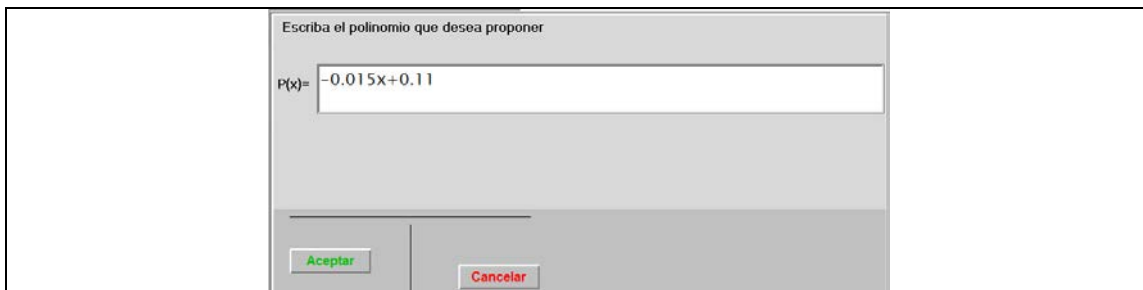 Escriba el polinomio que desea proponer
P(x)= -0.015x+0.11
Aceptar
Cancelar